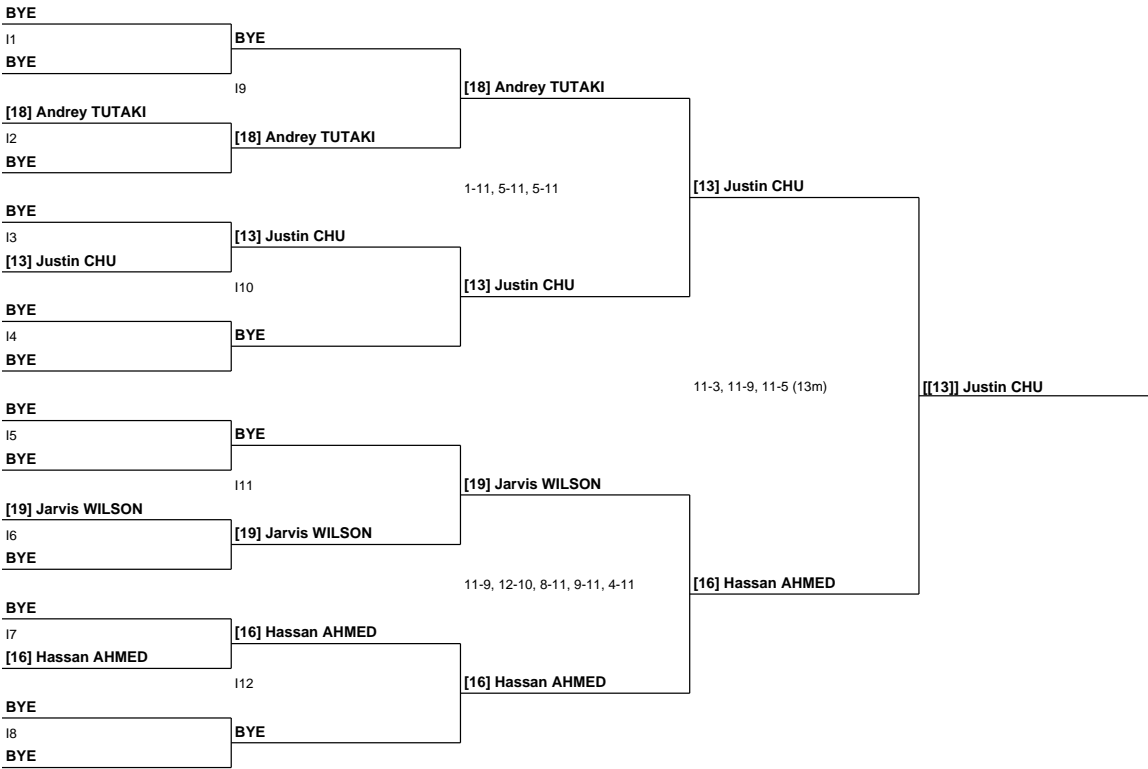 BYE
I1
BYE
BYE
I9
[18] Andrey TUTAKI
[18] Andrey TUTAKI
I2
[18] Andrey TUTAKI
BYE
1-11, 5-11, 5-11
[13] Justin CHU
BYE
I3
[13] Justin CHU
[13] Justin CHU
I10
[13] Justin CHU
BYE
I4
BYE
BYE
11-3, 11-9, 11-5 (13m)
[[13]] Justin CHU
BYE
I5
BYE
BYE
I11
[19] Jarvis WILSON
[19] Jarvis WILSON
I6
[19] Jarvis WILSON
BYE
11-9, 12-10, 8-11, 9-11, 4-11
[16] Hassan AHMED
BYE
I7
[16] Hassan AHMED
[16] Hassan AHMED
I12
[16] Hassan AHMED
BYE
I8
BYE
BYE